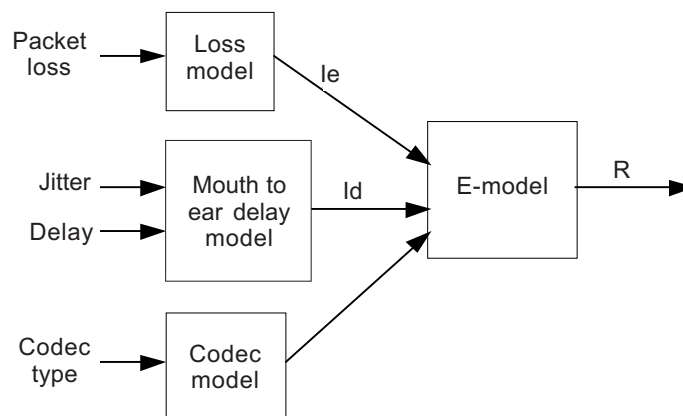 Packet
loss
Loss
model
Ie
Jitter
Delay
Mouth to
ear delay
model
Id
E-model
R
Codec
type
Codec
model